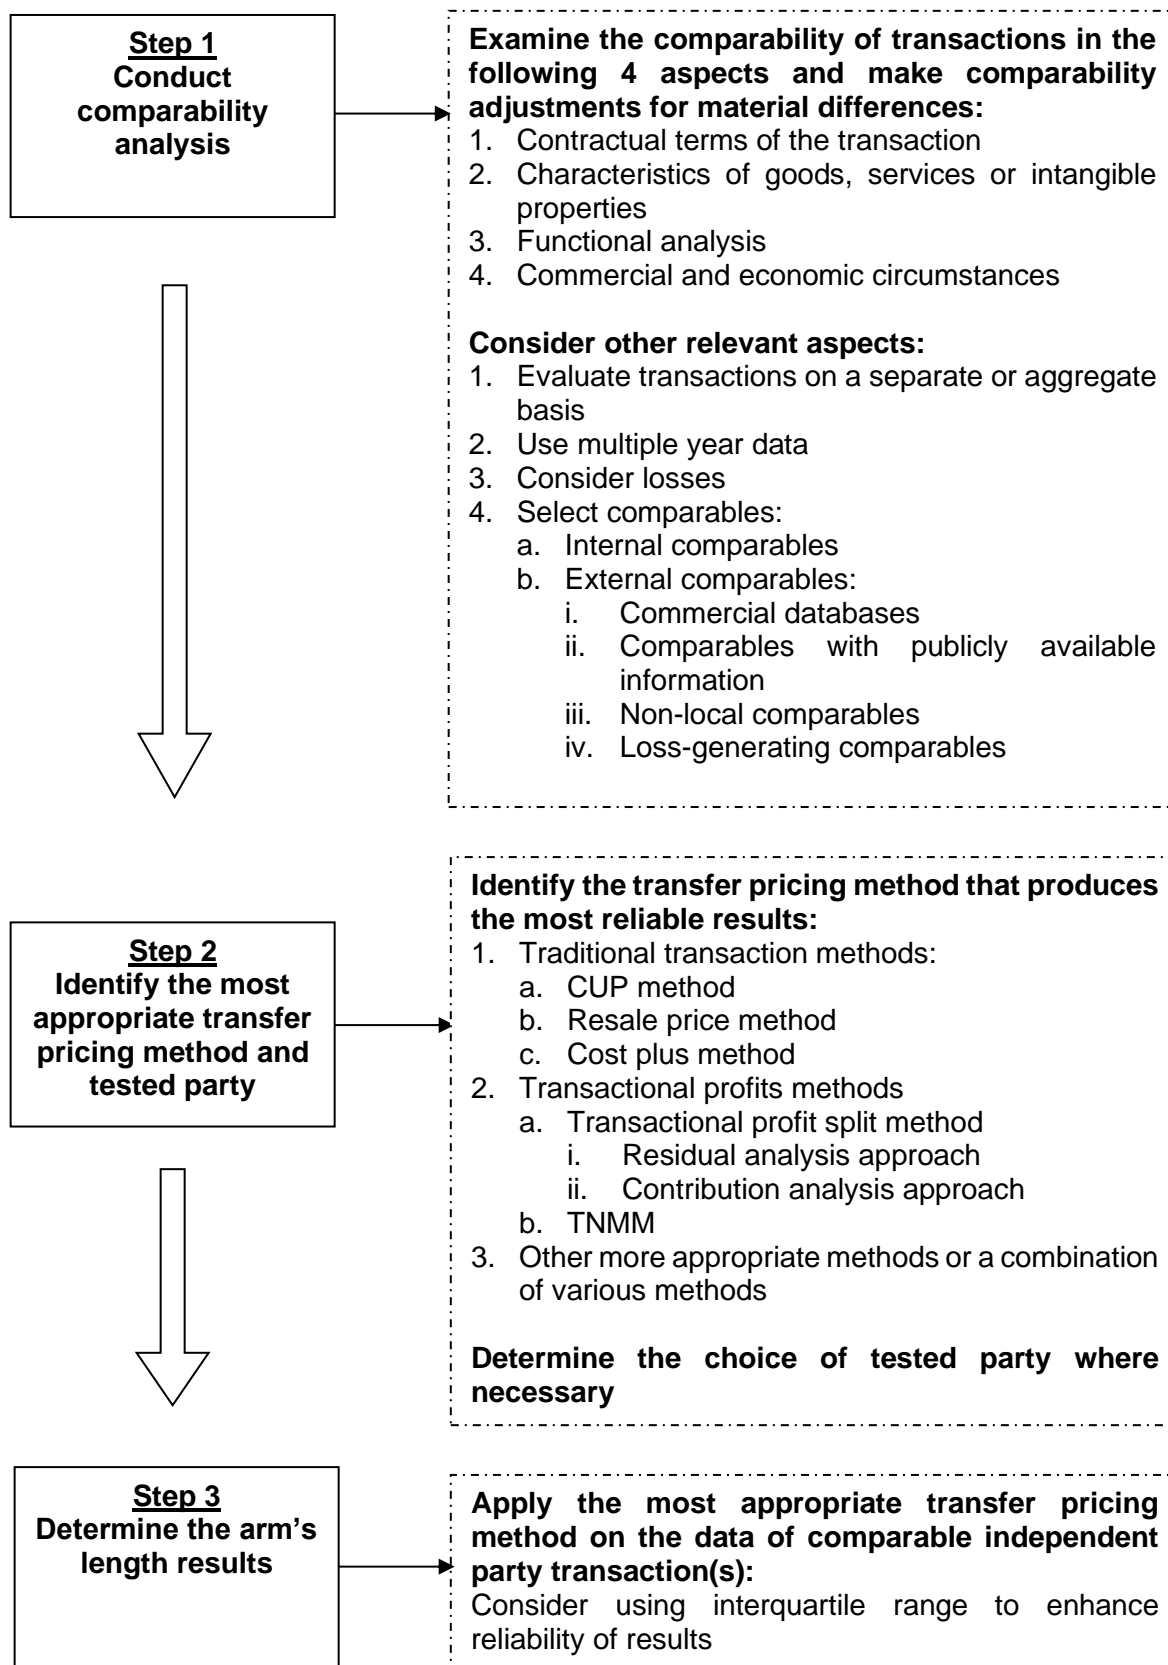 Step 1
Conduct
comparability
analysis
Examine the comparability of transactions in the
following 4 aspects and make comparability
adjustments for material differences:
1. Contractual terms of the transaction
2. Characteristics of goods, services or intangible
properties
3. Functional analysis
4. Commercial and economic circumstances
Consider other relevant aspects:
1. Evaluate transactions on a separate or aggregate
basis
2. Use multiple year data
3. Consider losses
4. Select comparables:
a. Internal comparables
b. External comparables:
i. Commercial databases
ii. Comparables with publicly available
information
iii. Non-local comparables
iv. Loss-generating comparables
Step 2
Identify the most
appropriate transfer
pricing method and
tested party
Identify the transfer pricing method that produces
the most reliable results:
1. Traditional transaction methods:
a. CUP method
b. Resale price method
c. Cost plus method
2. Transactional profits methods
a. Transactional profit split method
i. Residual analysis approach
ii. Contribution analysis approach
b. TNMM
3. Other more appropriate methods or a combination
of various methods
Determine the choice of tested party where
necessary
Step 3
Determine the arm’s
length results
Apply the most appropriate transfer pricing
method on the data of comparable independent
party transaction(s):
Consider using interquartile range to enhance
reliability of results